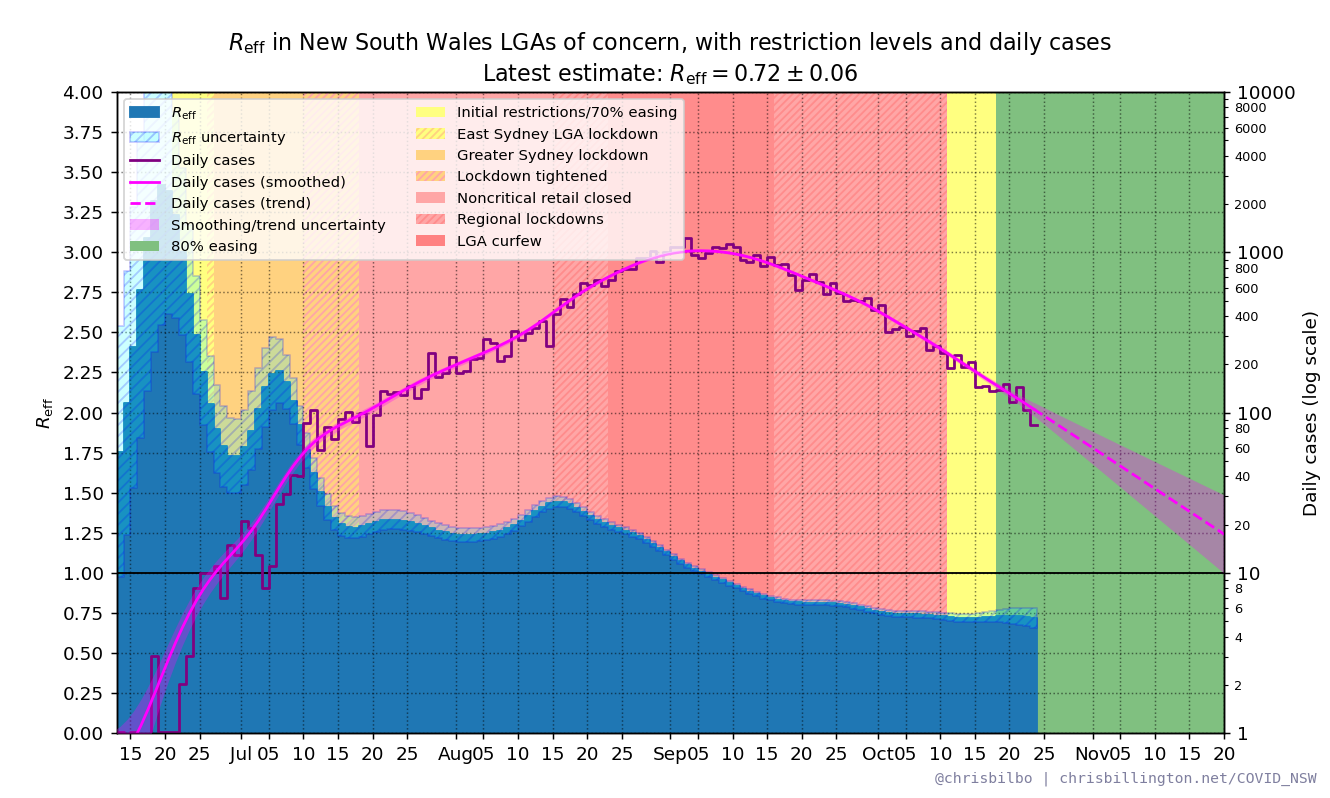 R_eff in New South Wales LGAs of concern, with restriction levels and daily cases
Latest estimate: R_eff = 0.72 ± 0.06
R_eff
R_eff uncertainty
Daily cases
Daily cases (smoothed)
Daily cases (trend)
Smoothing/trend uncertainty
80% easing
Initial restrictions/70% easing
East Sydney LGA lockdown
Greater Sydney lockdown
Lockdown tightened
Noncritical retail closed
Regional lockdowns
LGA curfew
R_eff
4.00
3.75
3.50
3.25
3.00
2.75
2.50
2.25
2.00
1.75
1.50
1.25
1.00
0.75
0.50
0.25
0.00
15 20 25 Jul 05 10 15 20 25 Aug 05 10 15 20 25 Sep 05 10 15 20 25 Oct 05 10 15 20 25 Nov 05 10 15 20
10000
8000
6000
4000
2000
1000
800
600
400
200
100
80
60
40
20
10
8
6
4
2
1
Daily cases (log scale)
@chrisbilbo | chrisbillington.net/COVID_NSW